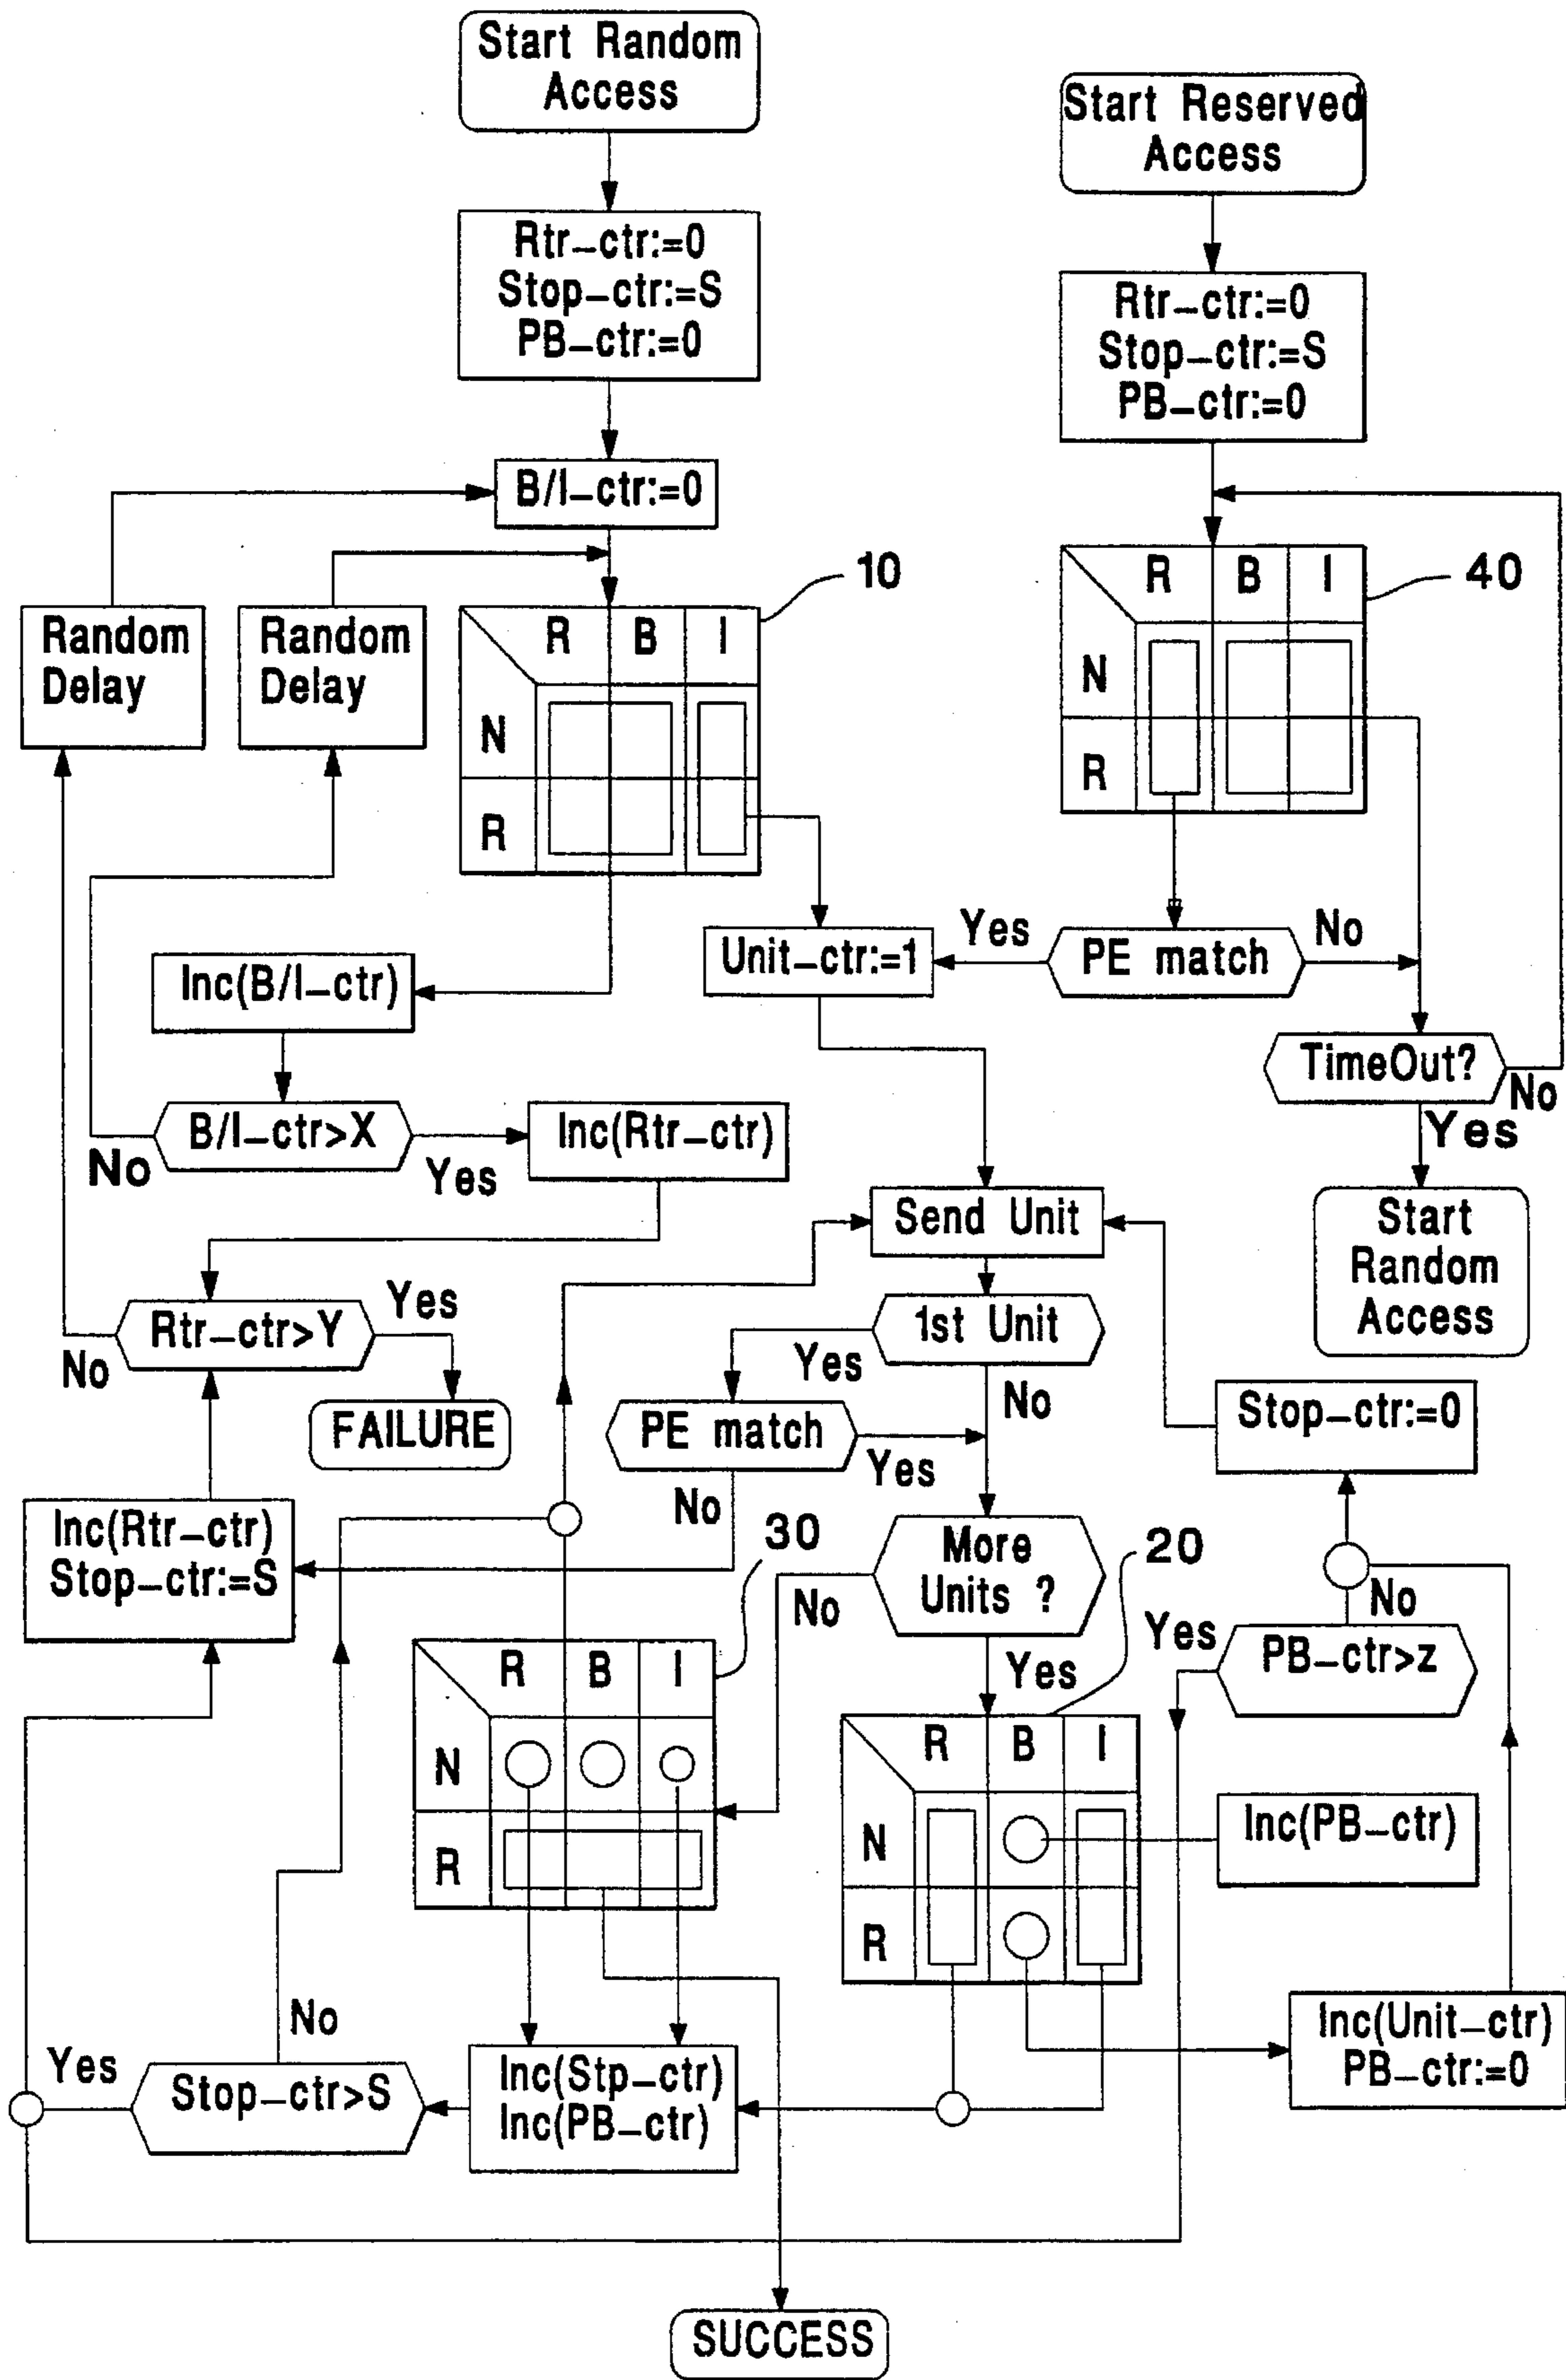 Start Random
Access
Start Reserved
Access
Rtr-ctr:=0
Stop-ctr:=S
PB-ctr:=0
Rtr-ctr:=0
Stop-ctr:=S
PB-ctr:=0
B/I-ctr:=0
10
40
Random
Delay
Random
Delay
R B I
N
R
R B I
N
R
Unit-ctr:=1
Yes
PE match
No
Inc(B/I-ctr)
TimeOut?
No
Yes
B/I-ctr>X
No
Yes
Inc(Rtr-ctr)
Send Unit
Start
Random
Access
Rtr-ctr>Y
Yes
No
1st Unit
Yes
No
FAILURE
PE match
Yes
No
Stop-ctr:=0
Inc(Rtr-ctr)
Stop-ctr:=S
30
More
Units ?
No
Yes
20
No
Yes
PB-ctr>z
R B I
N
R
R B I
N
R
Inc(PB-ctr)
No
Yes
Stop-ctr>S
Inc(Stp-ctr)
Inc(PB-ctr)
Inc(Unit-ctr)
PB-ctr:=0
SUCCESS